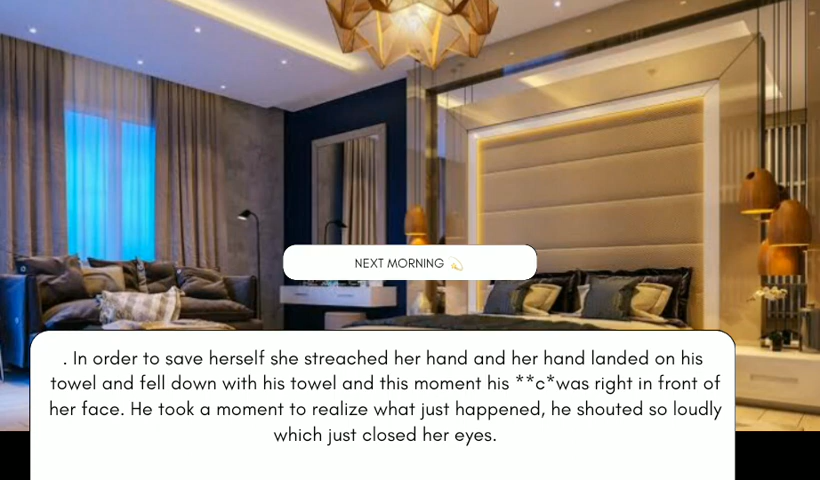 NEXT MORNING 💫
. In order to save herself she streached her hand and her hand landed on his
towel and fell down with his towel and this moment his **c*was right in front of
her face. He took a moment to realize what just happened, he shouted so loudly
which just closed her eyes.